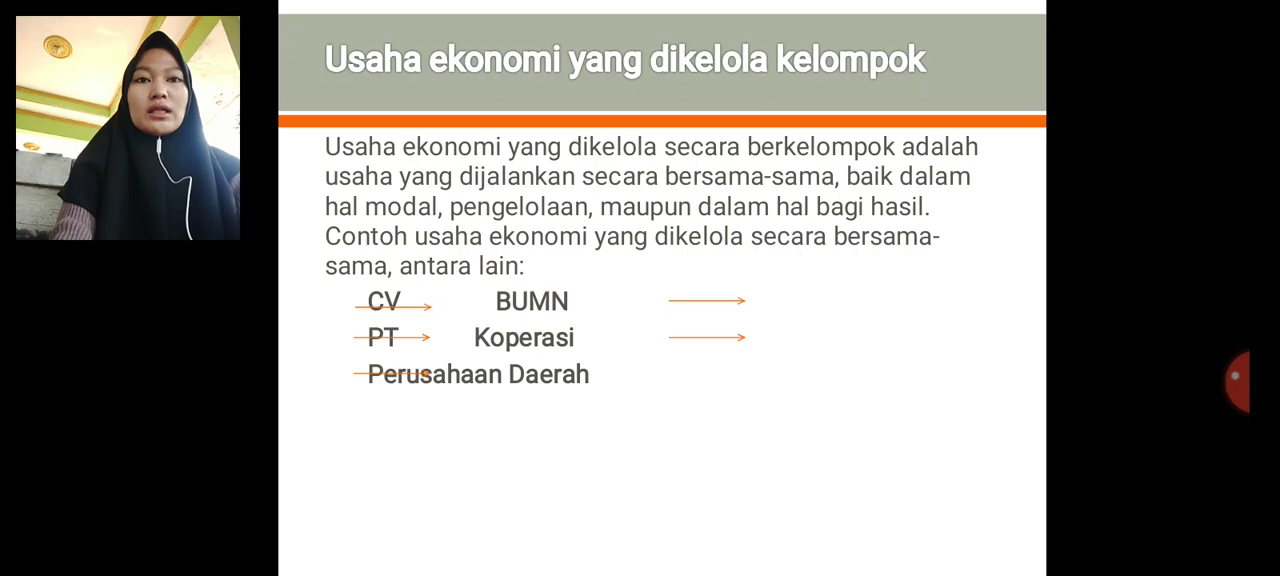 Usaha ekonomi yang dikelola kelompok
Usaha ekonomi yang dikelola secara berkelompok adalah
usaha yang dijalankan secara bersama-sama, baik dalam
hal modal, pengelolaan, maupun dalam hal bagi hasil.
Contoh usaha ekonomi yang dikelola secara bersama-
sama, antara lain:
CV BUMN
PT Koperasi
Perusahaan Daerah